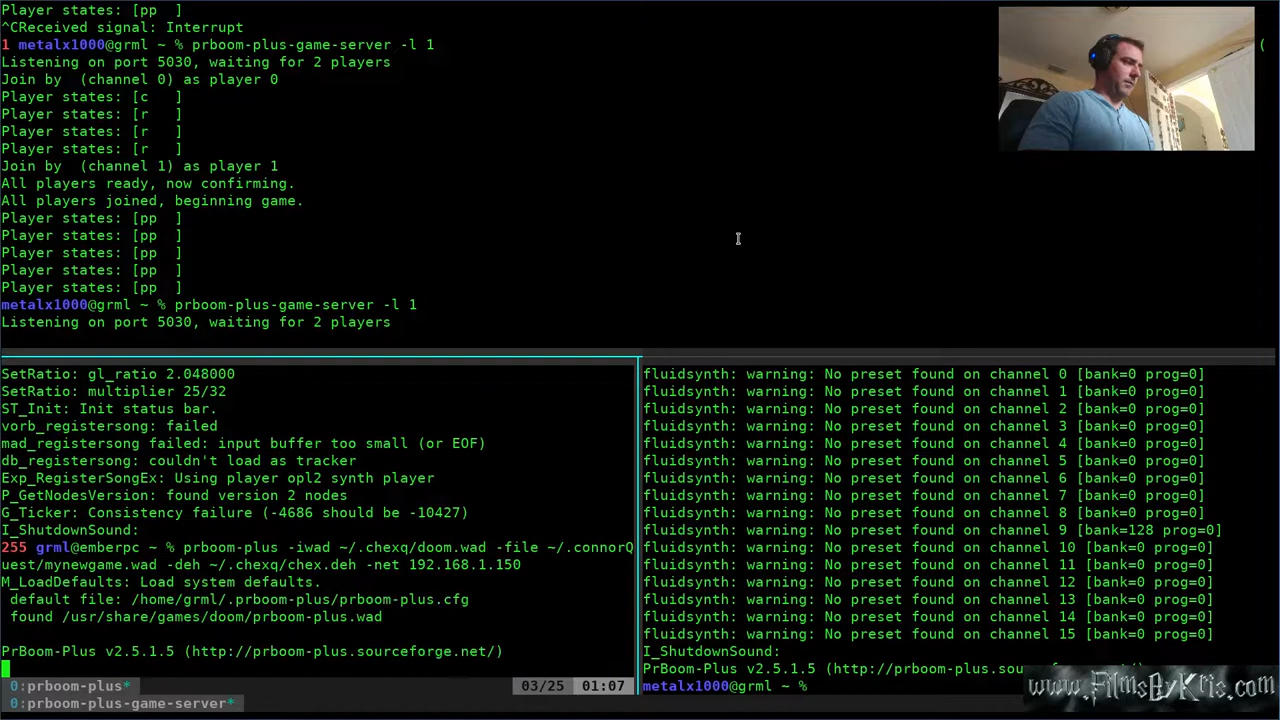 Player states: [pp  ]
^CReceived signal: Interrupt
1 metalx1000@grml ~ % prboom-plus-game-server -l 1
Listening on port 5030, waiting for 2 players
Join by  (channel 0) as player 0
Player states: [c   ]
Player states: [r   ]
Player states: [r   ]
Player states: [r   ]
Join by  (channel 1) as player 1
All players ready, now confirming.
All players joined, beginning game.
Player states: [pp  ]
Player states: [pp  ]
Player states: [pp  ]
Player states: [pp  ]
Player states: [pp  ]
metalx1000@grml ~ % prboom-plus-game-server -l 1
Listening on port 5030, waiting for 2 players
(
SetRatio: gl_ratio 2.048000
SetRatio: multiplier 25/32
ST_Init: Init status bar.
vorb_registersong: failed
mad_registersong failed: input buffer too small (or EOF)
db_registersong: couldn't load as tracker
Exp_RegisterSongEx: Using player opl2 synth player
P_GetNodesVersion: found version 2 nodes
G_Ticker: Consistency failure (-4686 should be -10427)
I_ShutdownSound:
255 grml@emberpc ~ % prboom-plus -iwad ~/.chexq/doom.wad -file ~/.connorQ
uest/mynewgame.wad -deh ~/.chexq/chex.deh -net 192.168.1.150
M_LoadDefaults: Load system defaults.
 default file: /home/grml/.prboom-plus/prboom-plus.cfg
 found /usr/share/games/doom/prboom-plus.wad
PrBoom-Plus v2.5.1.5 (http://prboom-plus.sourceforge.net/)
0:prboom-plus*
03/25 01:07
fluidsynth: warning: No preset found on channel 0 [bank=0 prog=0]
fluidsynth: warning: No preset found on channel 1 [bank=0 prog=0]
fluidsynth: warning: No preset found on channel 2 [bank=0 prog=0]
fluidsynth: warning: No preset found on channel 3 [bank=0 prog=0]
fluidsynth: warning: No preset found on channel 4 [bank=0 prog=0]
fluidsynth: warning: No preset found on channel 5 [bank=0 prog=0]
fluidsynth: warning: No preset found on channel 6 [bank=0 prog=0]
fluidsynth: warning: No preset found on channel 7 [bank=0 prog=0]
fluidsynth: warning: No preset found on channel 8 [bank=0 prog=0]
fluidsynth: warning: No preset found on channel 9 [bank=128 prog=0]
fluidsynth: warning: No preset found on channel 10 [bank=0 prog=0]
fluidsynth: warning: No preset found on channel 11 [bank=0 prog=0]
fluidsynth: warning: No preset found on channel 12 [bank=0 prog=0]
fluidsynth: warning: No preset found on channel 13 [bank=0 prog=0]
fluidsynth: warning: No preset found on channel 14 [bank=0 prog=0]
fluidsynth: warning: No preset found on channel 15 [bank=0 prog=0]
I_ShutdownSound:
PrBoom-Plus v2.5.1.5 (http://prboom-plus.sou
metalx1000@grml ~ %
www.FilmsByKris.com
0:prboom-plus-game-server*